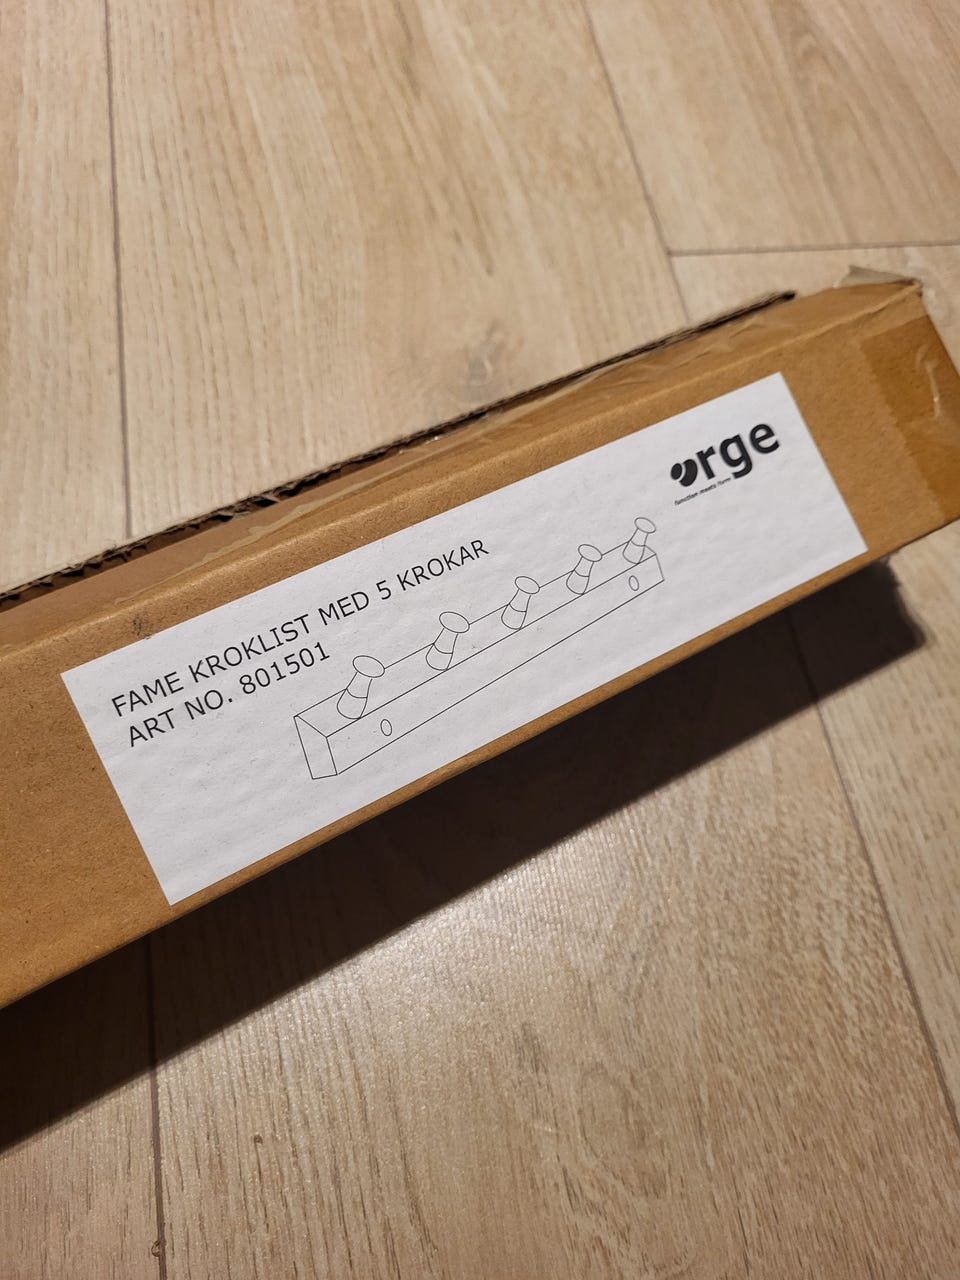 FAME KROKLIST MED 5 KROKAR
ART NO. 801501
orge
function meets form